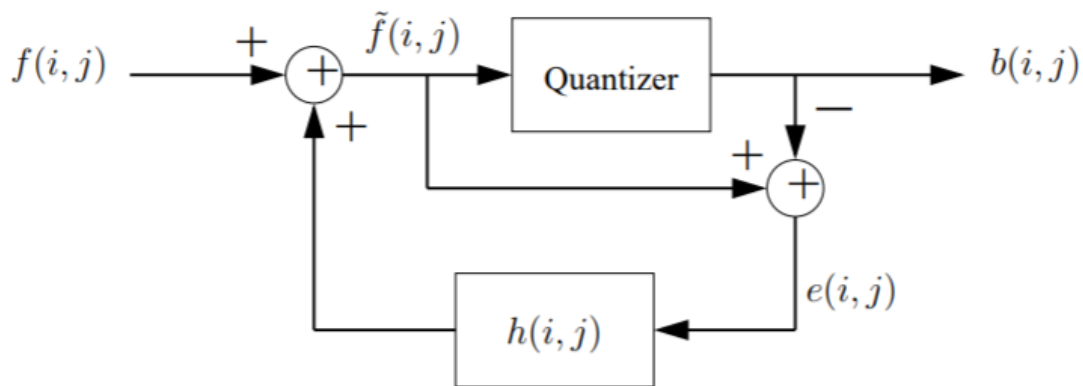 +
f(i, j)
+
f̃(i, j)
Quantizer
b(i, j)
+
−
+
+
e(i, j)
h(i, j)